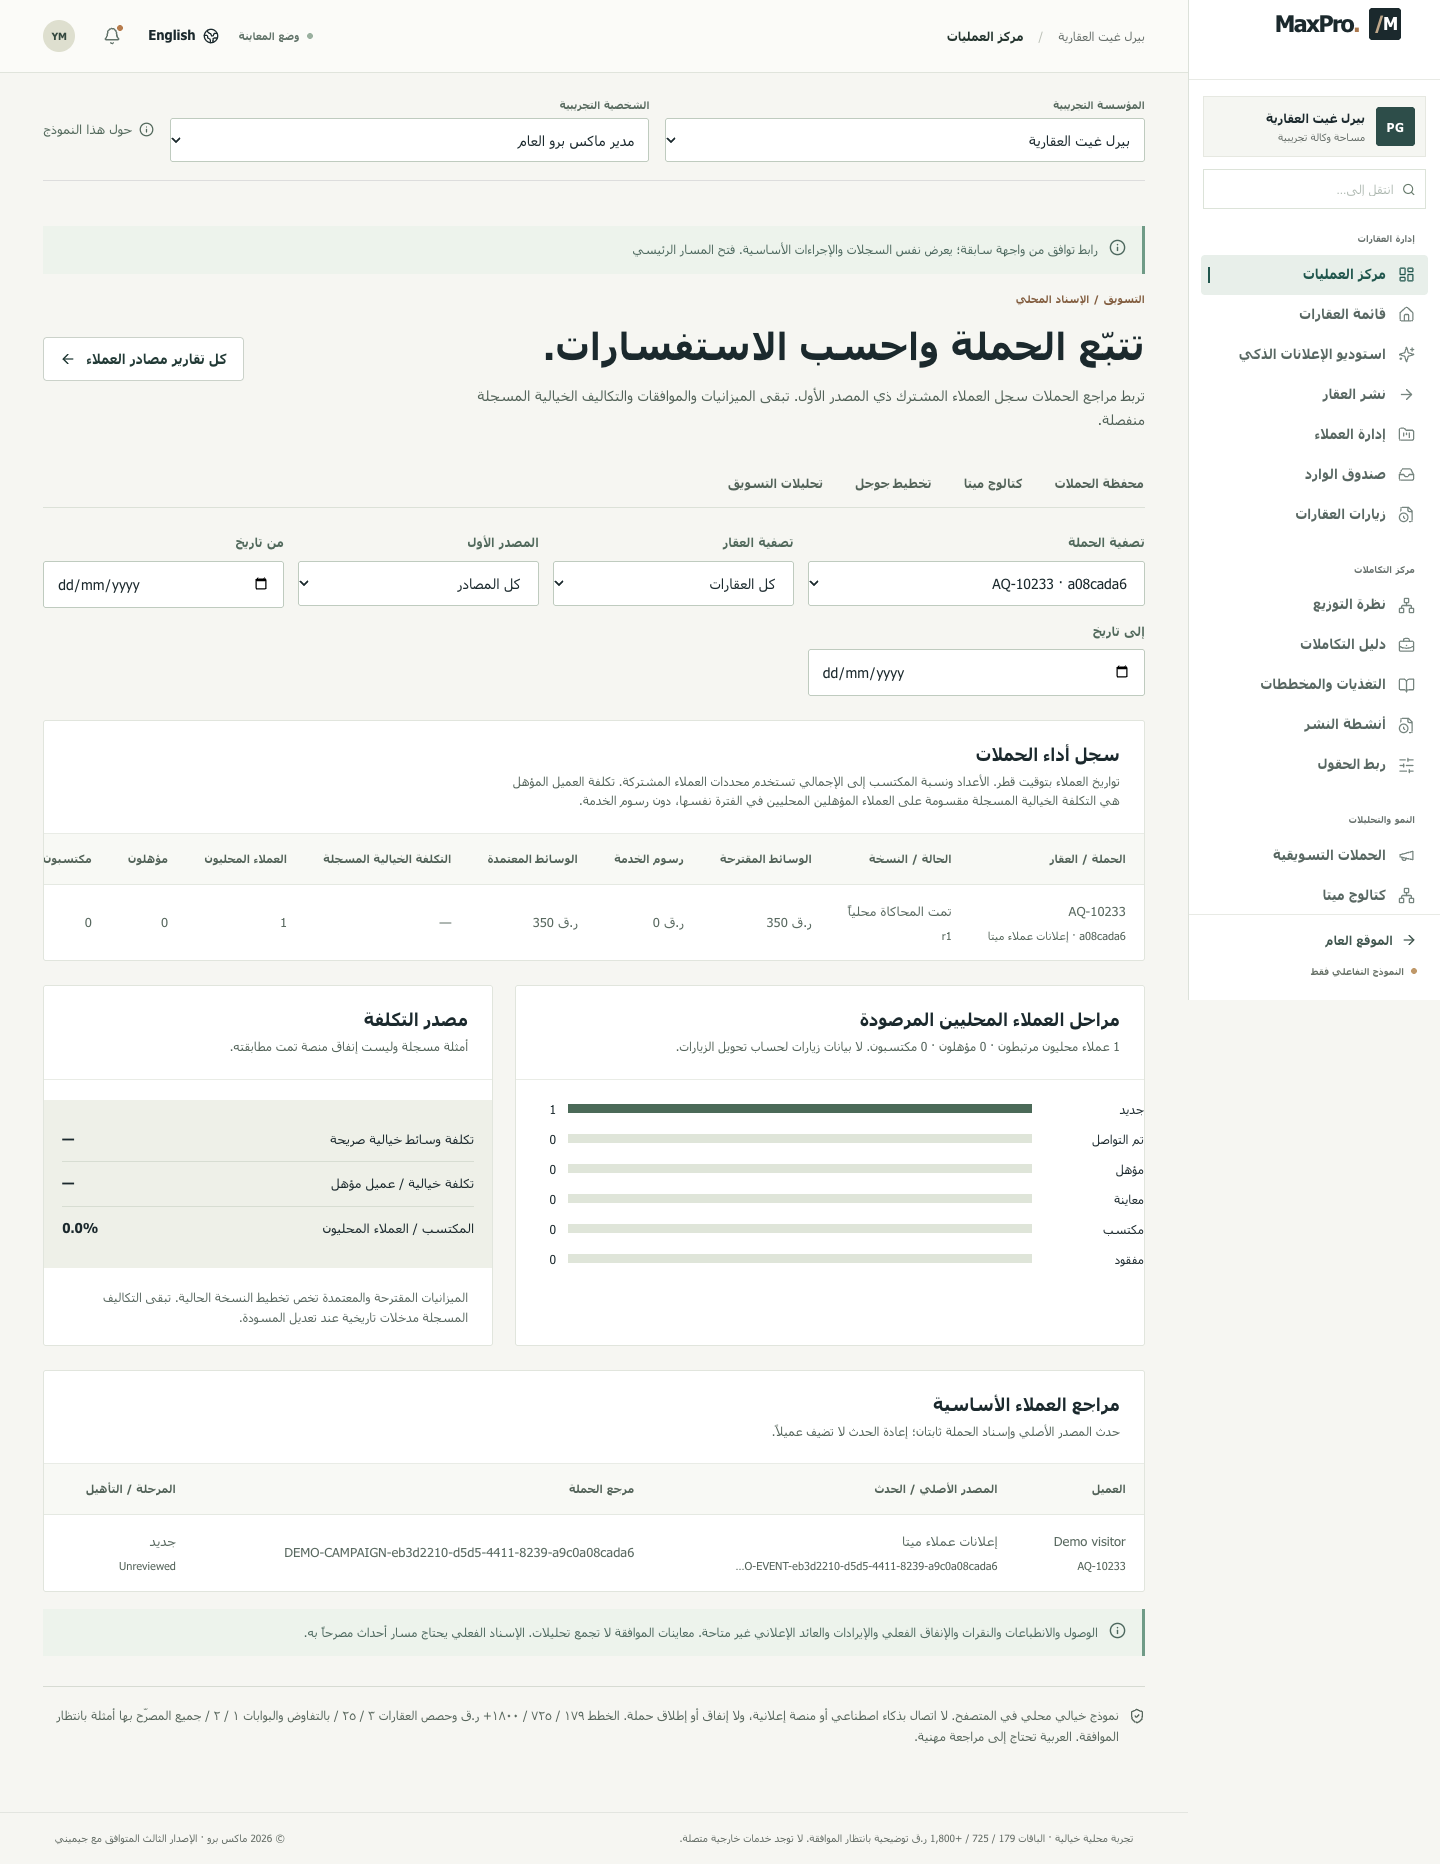 /M MaxPro.
PG
بيرل غيت العقارية
مساحة وكالة تجريبية
انتقل إلى...
إدارة العقارات
مركز العمليات
قائمة العقارات
استوديو الإعلانات الذكي
نشر العقار
إدارة العملاء
صندوق الوارد
زيارات العقارات
مركز التكاملات
نظرة التوزيع
دليل التكاملات
التغذيات والمخططات
أنشطة النشر
ربط الحقول
النمو والتحليلات
الحملات التسويقية
كتالوج ميتا
الموقع العام
النموذج التفاعلي فقط
بيرل غيت العقارية / مركز العمليات
وضع المعاينة
English
YM
المؤسسة التجريبية
بيرل غيت العقارية
الشخصية التجريبية
مدير ماكس برو العام
حول هذا النموذج
رابط توافق من واجهة سابقة؛ يعرض نفس السجلات والإجراءات الأساسية. فتح المسار الرئيسي
التسويق / الإسناد المحلي
تتبّع الحملة واحسب الاستفسارات.
كل تقارير مصادر العملاء
تربط مراجع الحملات سجل العملاء المشترك ذي المصدر الأول. تبقى الميزانيات والموافقات والتكاليف الخيالية المسجلة
منفصلة.
محفظة الحملات
كتالوج ميتا
تخطيط جوجل
تحليلات التسويق
تصفية الحملة
تصفية العقار
المصدر الأول
من تاريخ
AQ-10233 · a08cada6
كل العقارات
كل المصادر
dd/mm/yyyy
إلى تاريخ
dd/mm/yyyy
سجل أداء الحملات
تواريخ العملاء بتوقيت قطر. الأعداد ونسبة المكتسب إلى الإجمالي تستخدم محددات العملاء المشتركة. تكلفة العميل المؤهل
هي التكلفة الخيالية المسجلة مقسومة على العملاء المؤهلين المحليين في الفترة نفسها، دون رسوم الخدمة.
الحملة / العقار
الحالة / النسخة
الوسائط المقترحة
رسوم الخدمة
الوسائط المعتمدة
التكلفة الخيالية المسجلة
العملاء المحليون
مؤهلون
مكتسبون
AQ-10233
a08cada6 · إعلانات عملاء ميتا
تمت المحاكاة محلياً
r1
ر.ق 350
ر.ق 0
ر.ق 350
—
1
0
0
مراحل العملاء المحليين المرصودة
1 عملاء محليون مرتبطون · 0 مؤهلون · 0 مكتسبون. لا بيانات زيارات لحساب تحويل الزيارات.
جديد 1
تم التواصل 0
مؤهل 0
معاينة 0
مكتسب 0
مفقود 0
مصدر التكلفة
أمثلة مسجلة وليست إنفاق منصة تمت مطابقته.
تكلفة وسائط خيالية صريحة —
تكلفة خيالية / عميل مؤهل —
المكتسب / العملاء المحليون 0.0%
الميزانيات المقترحة والمعتمدة تخص تخطيط النسخة الحالية. تبقى التكاليف
المسجلة مدخلات تاريخية عند تعديل المسودة.
مراجع العملاء الأساسية
حدث المصدر الأصلي وإسناد الحملة ثابتان؛ إعادة الحدث لا تضيف عميلاً.
العميل
المصدر الأصلي / الحدث
مرجع الحملة
المرحلة / التأهيل
Demo visitor
AQ-10233
إعلانات عملاء ميتا
...O-EVENT-eb3d2210-d5d5-4411-8239-a9c0a08cada6
DEMO-CAMPAIGN-eb3d2210-d5d5-4411-8239-a9c0a08cada6
جديد
Unreviewed
الوصول والانطباعات والنقرات والإنفاق الفعلي والإيرادات والعائد الإعلاني غير متاحة. معاينات الموافقة لا تجمع تحليلات. الإسناد الفعلي يحتاج مسار أحداث مصرحاً به.
نموذج خيالي محلي في المتصفح. لا اتصال بذكاء اصطناعي أو منصة إعلانية، ولا إنفاق أو إطلاق حملة. الخطط ١٧٩ / ٧٢٥ / ١٨٠٠+ ر.ق وحصص العقارات ٣ / ٢٥ / بالتفاوض والبوابات ١ / ٢ / جميع المصرّح بها أمثلة بانتظار
الموافقة. العربية تحتاج إلى مراجعة مهنية.
تجربة محلية خيالية · الباقات 179 / 725 / +1,800 ر.ق توضيحية بانتظار الموافقة. لا توجد خدمات خارجية متصلة.
© 2026 ماكس برو · الإصدار الثالث المتوافق مع جيميني